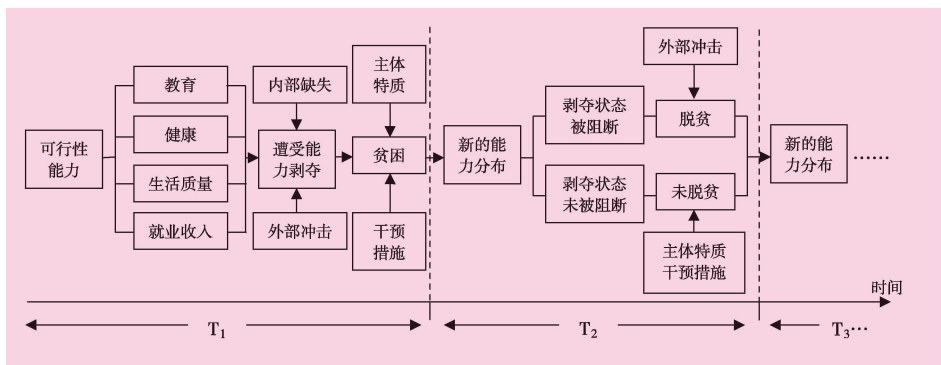 可行性
能力
教育
健康
生活质量
就业收入
内部缺失
遭受能
力剥夺
外部冲击
主体
特质
贫困
干预
措施
新的能
力分布
剥夺状态
被阻断
剥夺状态
未被阻断
外部冲击
脱贫
未脱贫
主体特质
干预措施
新的能
力分布
……
时间
T₁
T₂
T₃…